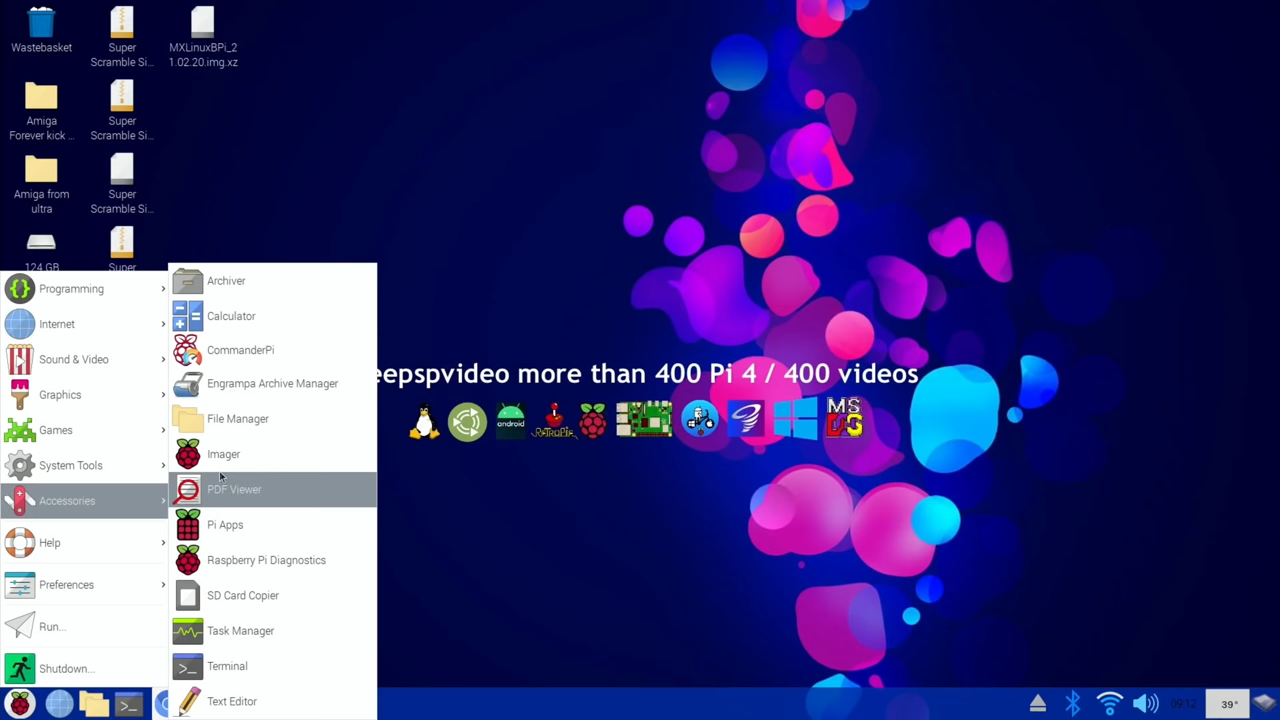 Wastebasket
Super
Scramble Si...
MXLinuxBPi_2
1.02.20.img.xz
Amiga
Forever kick ...
Super
Scramble Si...
Amiga from
ultra
Super
Scramble Si...
124 GB
Super
Programming
Internet
Sound & Video
Graphics
Games
System Tools
Accessories
Help
Preferences
Run...
Shutdown...
Archiver
Calculator
CommanderPi
Engrampa Archive Manager
File Manager
Imager
PDF Viewer
Pi Apps
Raspberry Pi Diagnostics
SD Card Copier
Task Manager
Terminal
Text Editor
eepspvideo more than 400 Pi 4 / 400 videos
android
RETROPIE
MS
09:12
39°